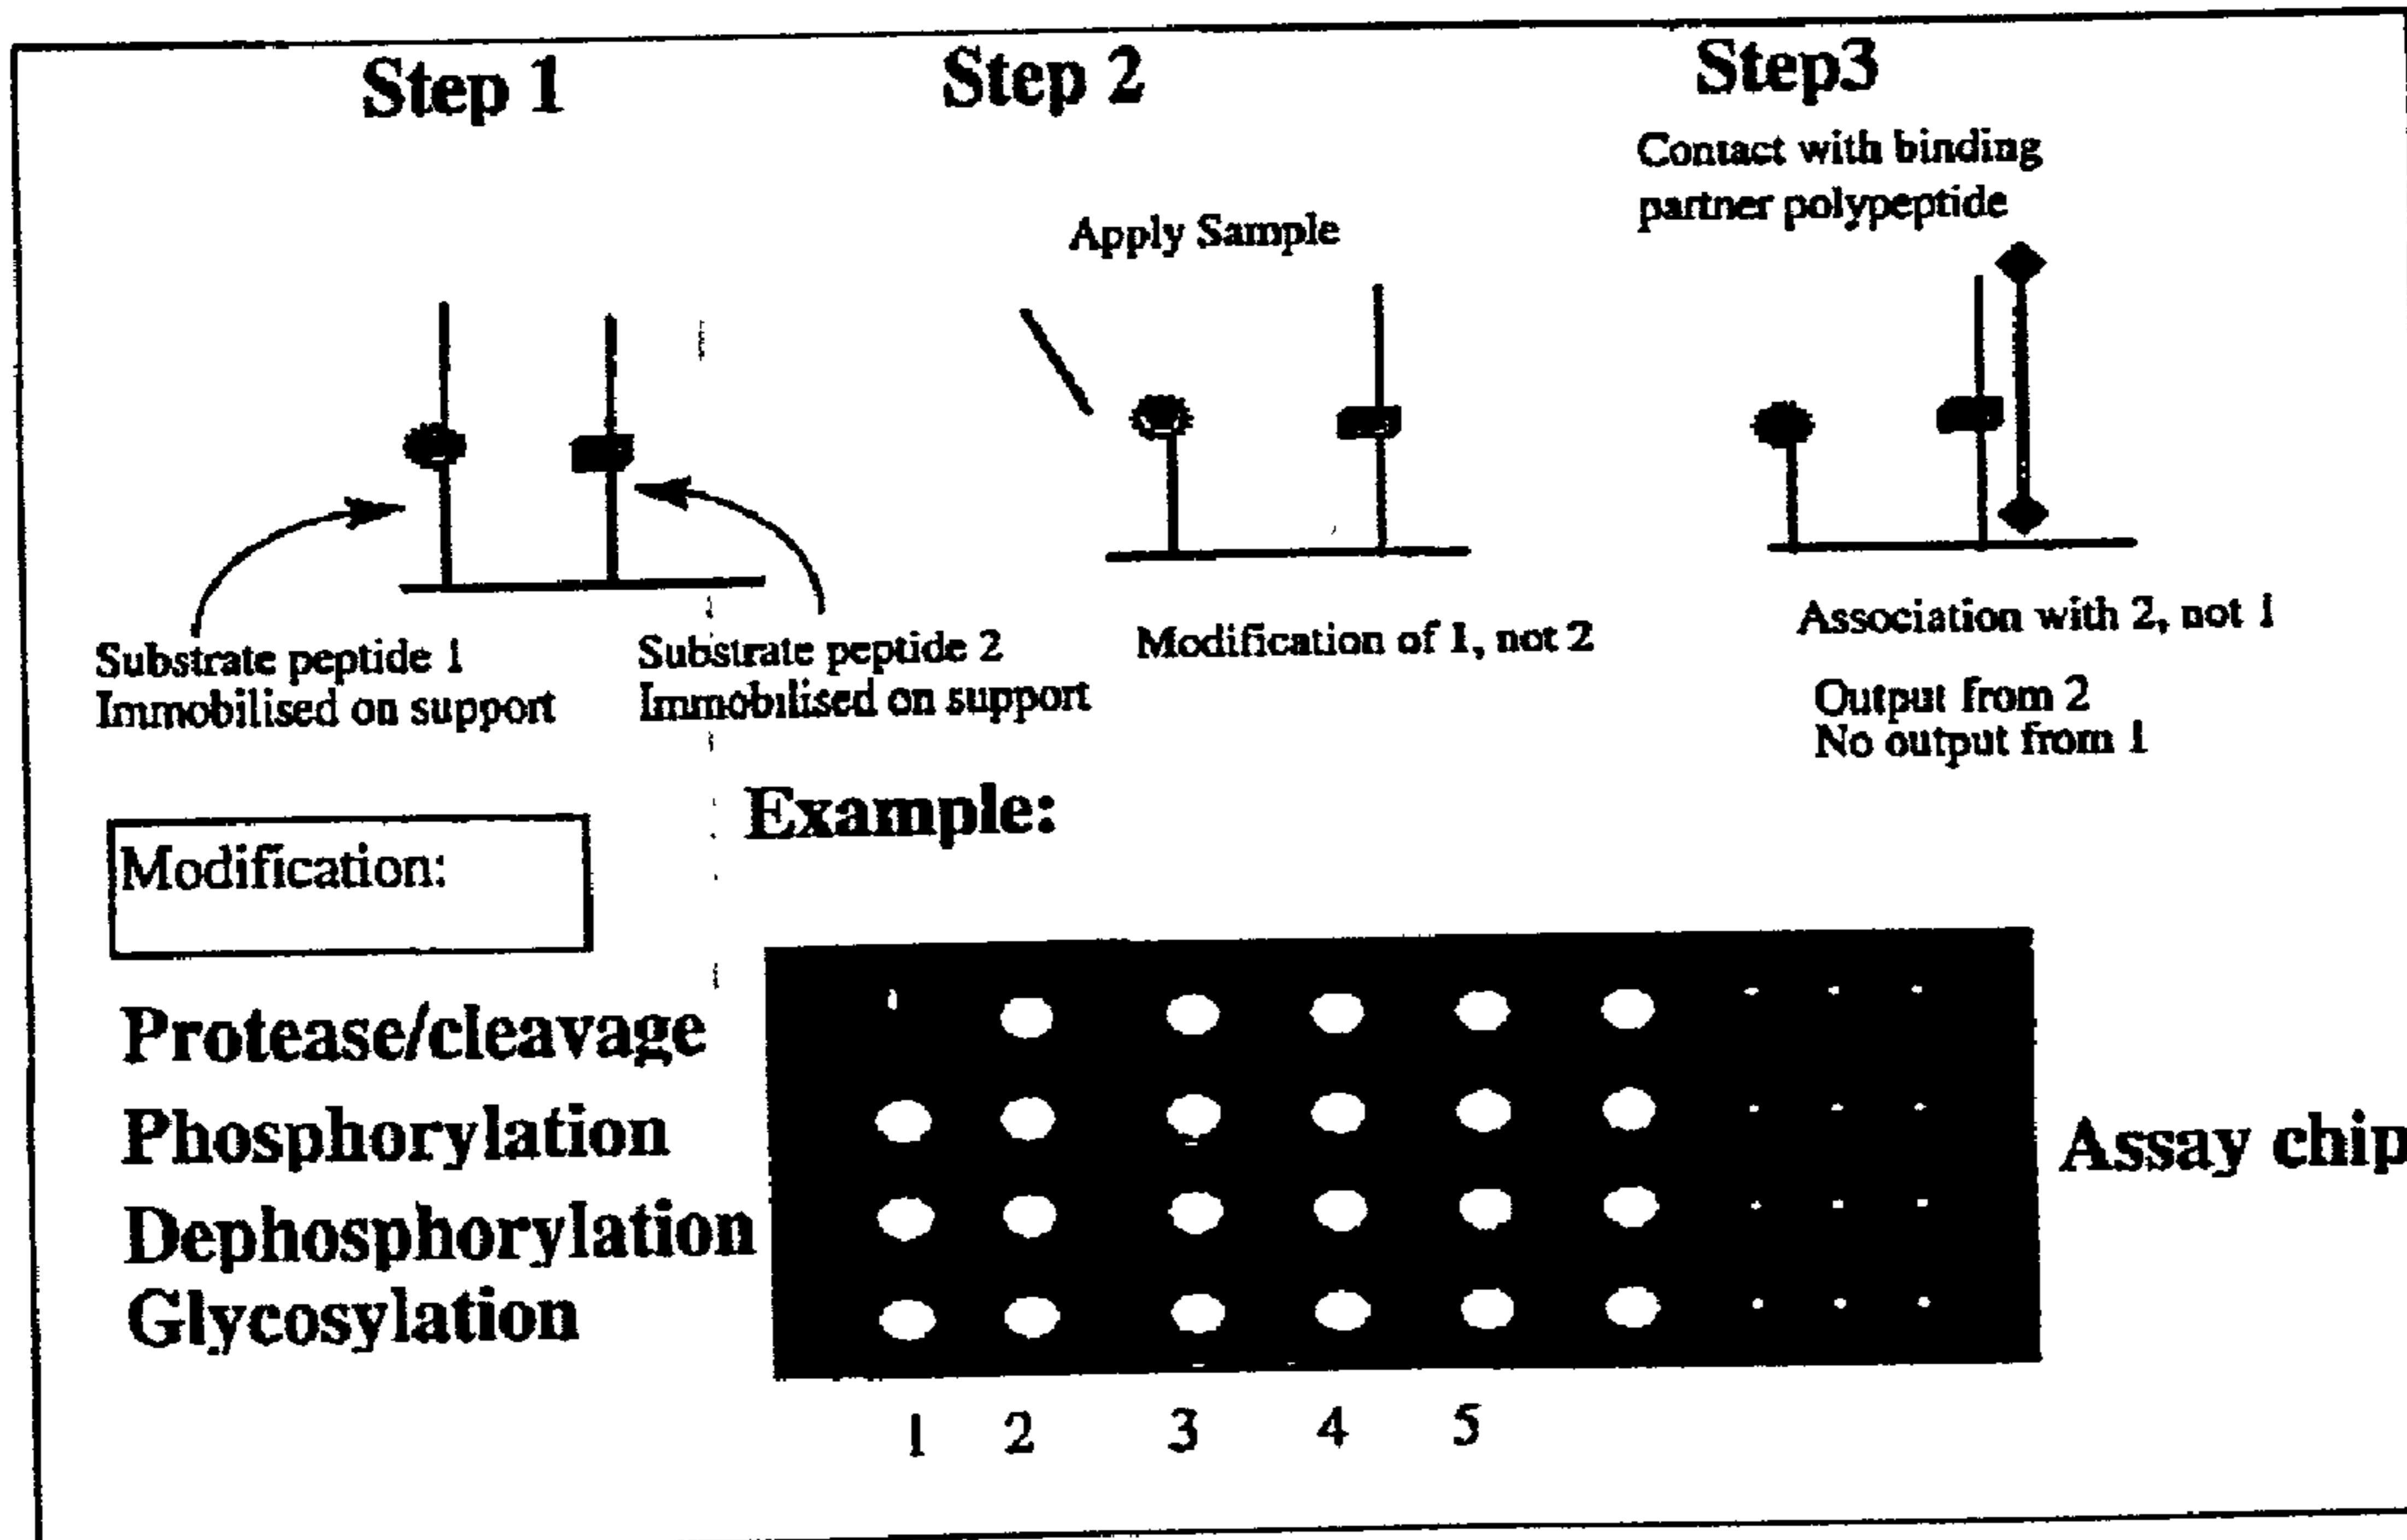 Step 1
Step 2
Step3
Contact with binding
partner polypeptide
Apply Sample
Substrate peptide 1
Immobilised on support
Substrate peptide 2
Immobilised on support
Modification of 1, not 2
Association with 2, not 1
Output from 2
No output from 1
Example:
Modification:
Protease/cleavage
Phosphorylation
Dephosphorylation
Glycosylation
Assay chip
1 2 3 4 5